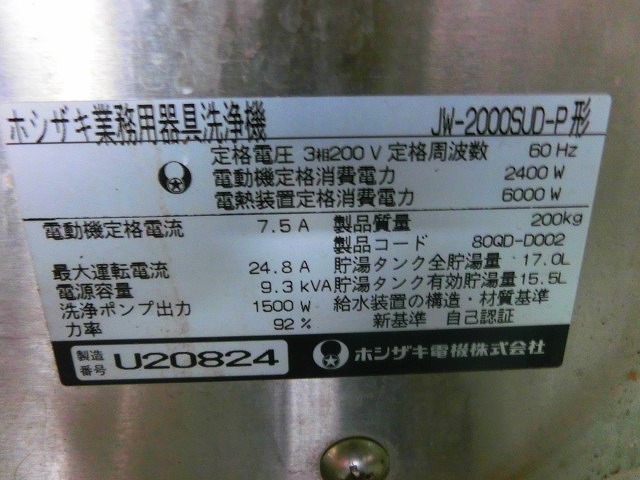 ホシザキ業務用器具洗浄機 JW-2000SUD-P形
定格電圧 3相200V 定格周波数 60Hz
電動機定格消費電力 2400W
電熱装置定格消費電力 6000W
電動機定格電流 7.5A 製品質量 200kg
製品コード 80QD-D002
最大運転電流 24.8A 貯湯タンク全貯湯量 17.0L
電源容量 9.3kVA 貯湯タンク有効貯湯量 15.5L
洗浄ポンプ出力 1500W 給水装置の構造・材質基準
力率 92% 新基準 自己認証
製造番号 U20824 ホシザキ電機株式会社